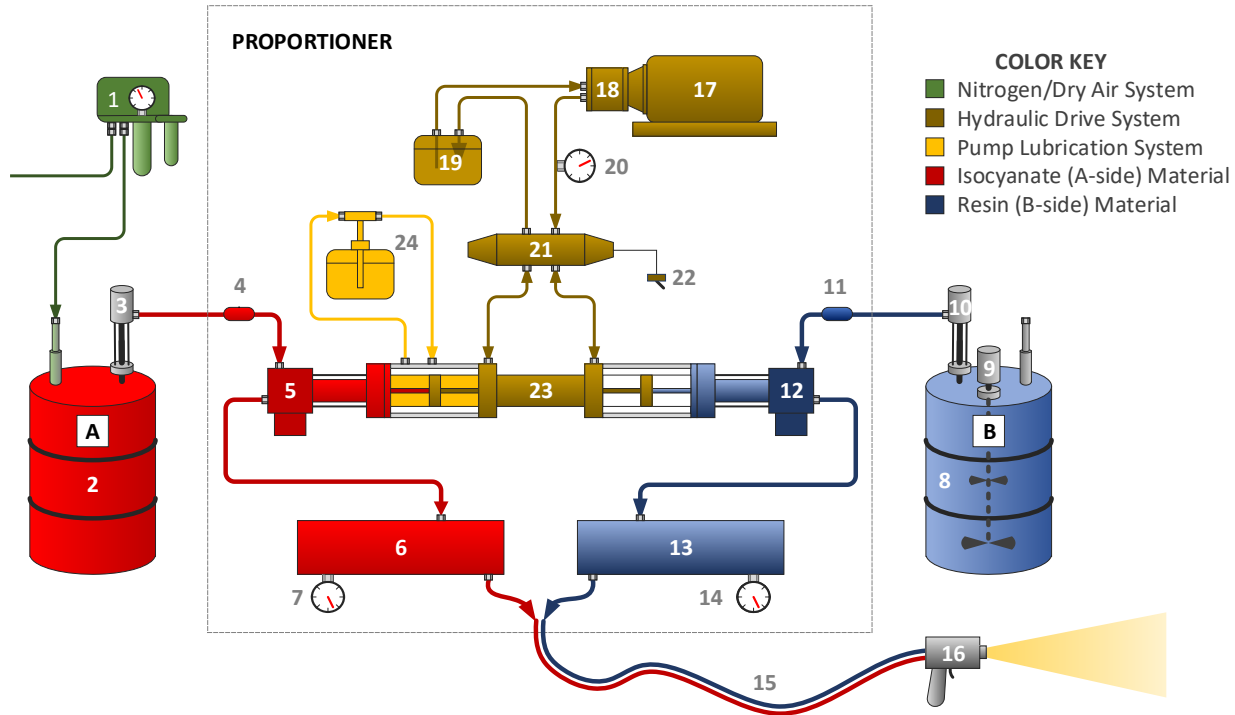 PROPORTIONER
COLOR KEY
Nitrogen/Dry Air System
Hydraulic Drive System
Pump Lubrication System
Isocyanate (A-side) Material
Resin (B-side) Material
1
18
17
19
20
24
21
22
3
4
11
10
9
5
23
12
A
B
2
8
6
13
7
14
16
15